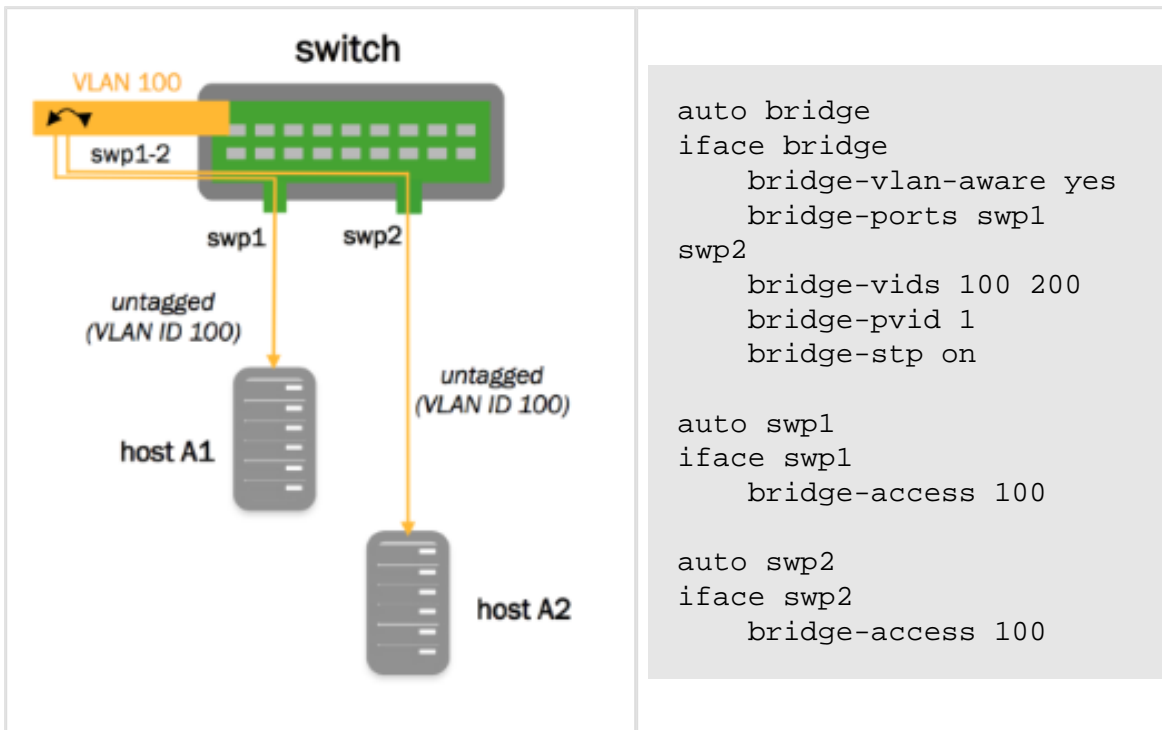 switch
VLAN 100
swp1-2
swp1
swp2
untagged
(VLAN ID 100)
untagged
(VLAN ID 100)
host A1
host A2
auto bridge
iface bridge
    bridge-vlan-aware yes
    bridge-ports swp1
swp2
    bridge-vids 100 200
    bridge-pvid 1
    bridge-stp on

auto swp1
iface swp1
    bridge-access 100

auto swp2
iface swp2
    bridge-access 100